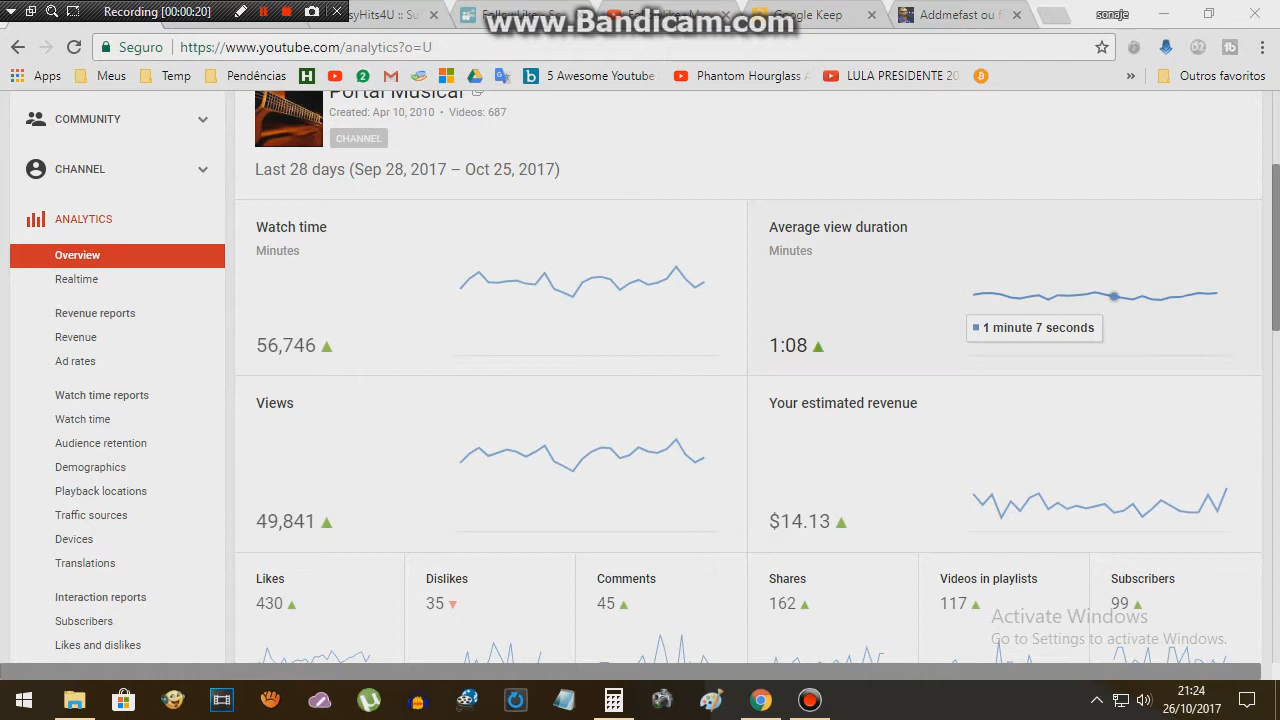 Recording [00:00:20]
syHits4U :: Su
Google Keep
Addmefast ou f
sonaje
www.Bandicam.com
Seguro
https://www.youtube.com/analytics?o=U
Apps
Meus
Temp
Pendências
5 Awesome Youtube
Phantom Hourglass
LULA PRESIDENTE 20
Outros favoritos
Portal Musical
Created: Apr 10, 2010 • Videos: 687
CHANNEL
Last 28 days (Sep 28, 2017 – Oct 25, 2017)
COMMUNITY
CHANNEL
ANALYTICS
Overview
Realtime
Revenue reports
Revenue
Ad rates
Watch time reports
Watch time
Audience retention
Demographics
Playback locations
Traffic sources
Devices
Translations
Interaction reports
Subscribers
Likes and dislikes
Watch time
Minutes
56,746
Average view duration
Minutes
1:08
1 minute 7 seconds
Views
49,841
Your estimated revenue
$14.13
Likes
430
Dislikes
35
Comments
45
Shares
162
Videos in playlists
117
Subscribers
99
Activate Windows
Go to Settings to activate Windows.
21:24
26/10/2017